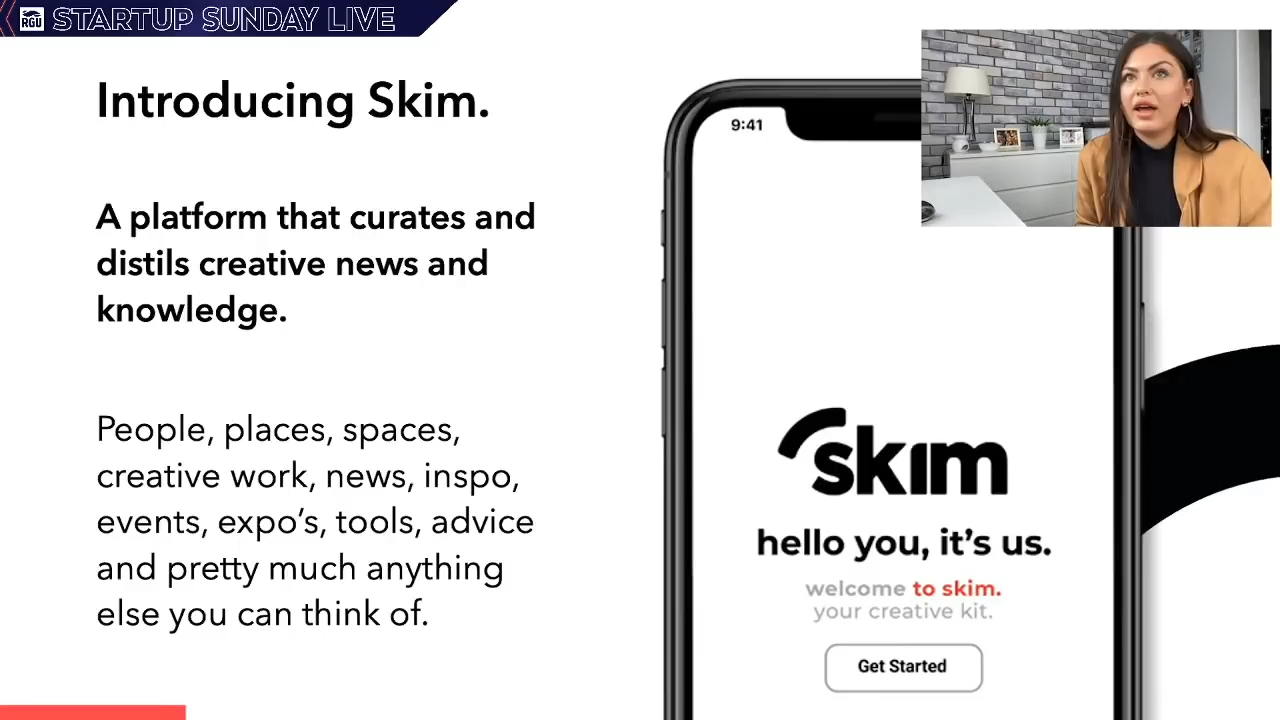 RGU STARTUP SUNDAY LIVE
Introducing Skim.
A platform that curates and
distils creative news and
knowledge.
People, places, spaces,
creative work, news, inspo,
events, expo's, tools, advice
and pretty much anything
else you can think of.
9:41
skim
hello you, it's us.
welcome to skim.
your creative kit.
Get Started